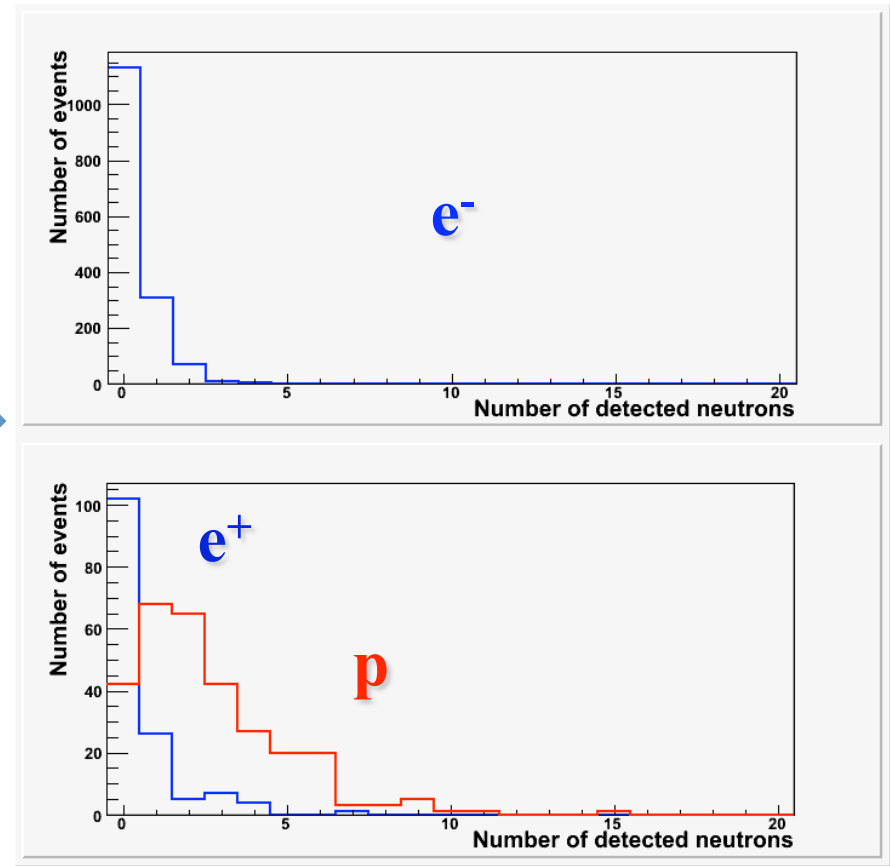 Number of events
1000
800
600
400
200
0
e-
0 5 10 15 20
Number of detected neutrons
Number of events
100
80
60
40
20
0
e+
p
0 5 10 15 20
Number of detected neutrons